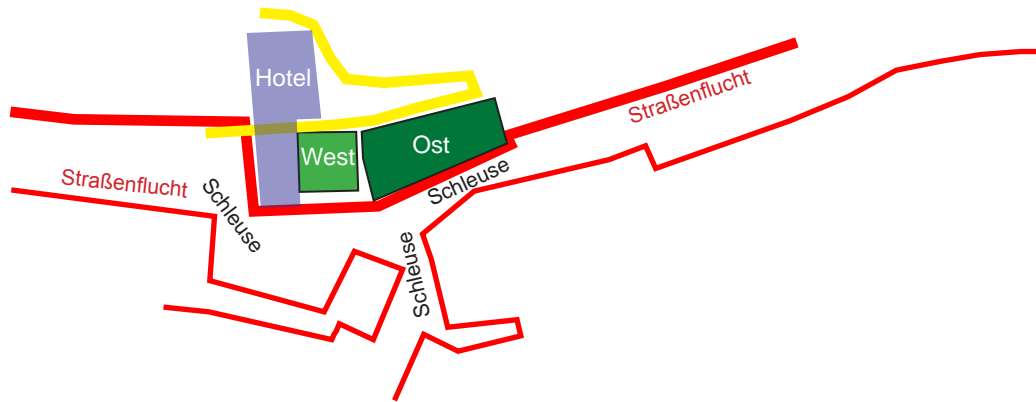 Hotel
Straßenflucht
Ost
West
Schleuse
Straßenflucht
Schleuse
Schleuse